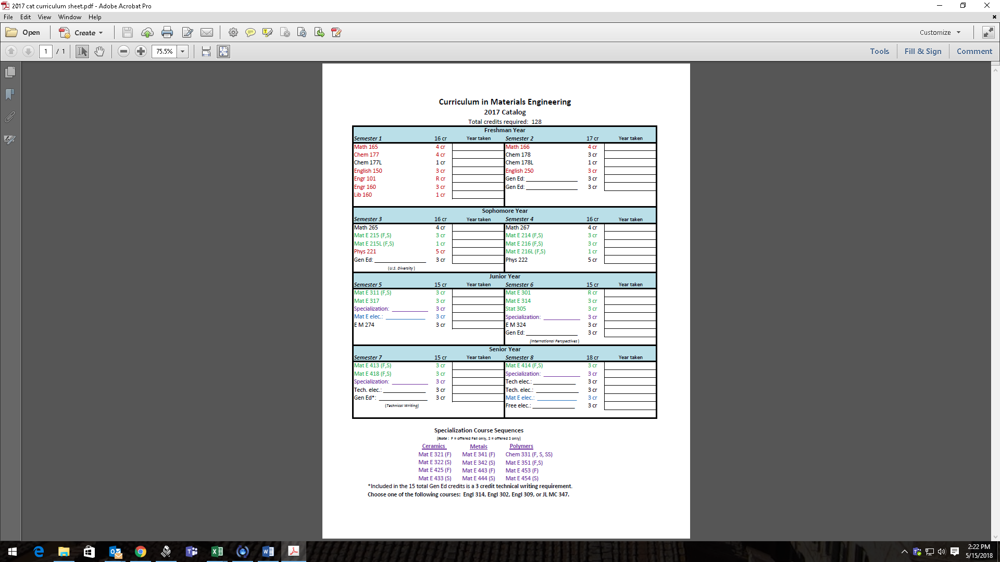 2017 cat curriculum sheet.pdf - Adobe Acrobat Pro
File Edit View Window Help
Open Create Customize
1 / 1 75.5% Tools Fill & Sign Comment
Curriculum in Materials Engineering
2017 Catalog
Total credits required: 128
Freshman Year
Semester 1 16 cr Year taken Semester 2 17 cr Year taken
Math 165 4 cr Math 166 4 cr
Chem 177 4 cr Chem 178 3 cr
Chem 177L 1 cr Chem 178L 1 cr
English 150 3 cr English 250 3 cr
Engr 101 R cr Gen Ed: 3 cr
Engr 160 3 cr Gen Ed: 3 cr
Lib 160 1 cr
Sophomore Year
Semester 3 16 cr Year taken Semester 4 16 cr Year taken
Math 265 4 cr Math 267 4 cr
Mat E 215 (F,S) 3 cr Mat E 214 (F,S) 3 cr
Mat E 215L (F,S) 1 cr Mat E 216 (F,S) 3 cr
Phys 221 5 cr Mat E 216L (F,S) 1 cr
Gen Ed: 3 cr Phys 222 5 cr
(U.S. Diversity)
Junior Year
Semester 5 15 cr Year taken Semester 6 15 cr Year taken
Mat E 311 (F,S) 3 cr Mat E 301 R cr
Mat E 317 3 cr Mat E 314 3 cr
Specialization: 3 cr Stat 305 3 cr
Mat E elec.: 3 cr Specialization: 3 cr
E M 274 3 cr E M 324 3 cr
Gen Ed: 3 cr
(International Perspectives)
Senior Year
Semester 7 15 cr Year taken Semester 8 18 cr Year taken
Mat E 413 (F,S) 3 cr Mat E 414 (F,S) 3 cr
Mat E 418 (F,S) 3 cr Specialization: 3 cr
Specialization: 3 cr Tech elec.: 3 cr
Tech. elec.: 3 cr Tech. elec.: 3 cr
Gen Ed*: 3 cr Mat E elec.: 3 cr
(Technical Writing) Free elec.: 3 cr
Specialization Course Sequences
(Note: F = offered Fall only, S = offered S only)
Ceramics Metals Polymers
Mat E 321 (F) Mat E 341 (F) Chem 331 (F, S, SS)
Mat E 322 (S) Mat E 342 (S) Mat E 351 (F,S)
Mat E 425 (F) Mat E 443 (F) Mat E 453 (F)
Mat E 433 (S) Mat E 444 (S) Mat E 454 (S)
*Included in the 15 total Gen Ed credits is a 3 credit technical writing requirement.
Choose one of the following courses: Engl 314, Engl 302, Engl 309, or JL MC 347.
2:22 PM
5/15/2018